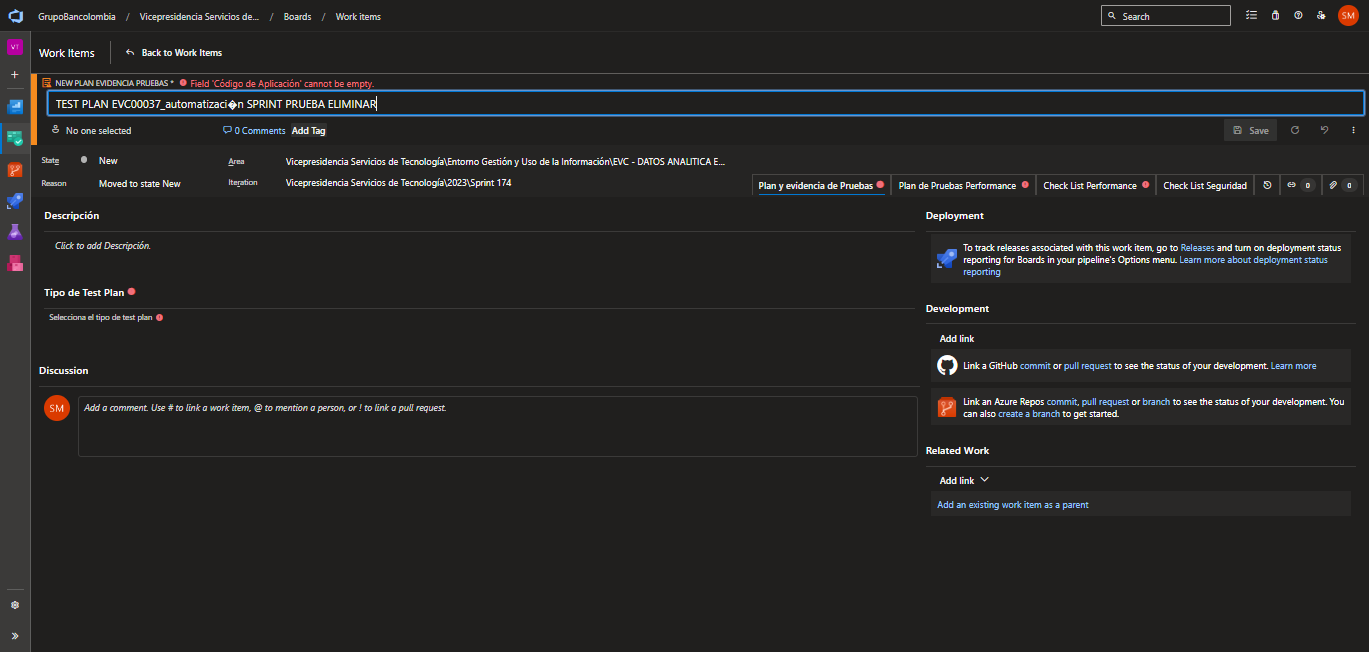 GrupoBancolombia / Vicepresidencia Servicios de... / Boards / Work items
Search
SM
VT
Work Items
Back to Work Items
NEW PLAN EVIDENCIA PRUEBAS * Field 'Código de Aplicación' cannot be empty.
TEST PLAN EVC00037_automatizaci�n SPRINT PRUEBA ELIMINAR
No one selected
0 Comments
Add Tag
Save
State
New
Area
Vicepresidencia Servicios de Tecnología\Entorno Gestión y Uso de la Información\EVC - DATOS ANALITICA E...
Reason
Moved to state New
Iteration
Vicepresidencia Servicios de Tecnología\2023\Sprint 174
Plan y evidencia de Pruebas
Plan de Pruebas Performance
Check List Performance
Check List Seguridad
0
0
Descripción
Click to add Descripción.
Tipo de Test Plan
Selecciona el tipo de test plan
Discussion
SM
Add a comment. Use # to link a work item, @ to mention a person, or ! to link a pull request.
Deployment
To track releases associated with this work item, go to Releases and turn on deployment status
reporting for Boards in your pipeline's Options menu. Learn more about deployment status
reporting
Development
Add link
Link a GitHub commit or pull request to see the status of your development. Learn more
Link an Azure Repos commit, pull request or branch to see the status of your development. You
can also create a branch to get started.
Related Work
Add link
Add an existing work item as a parent